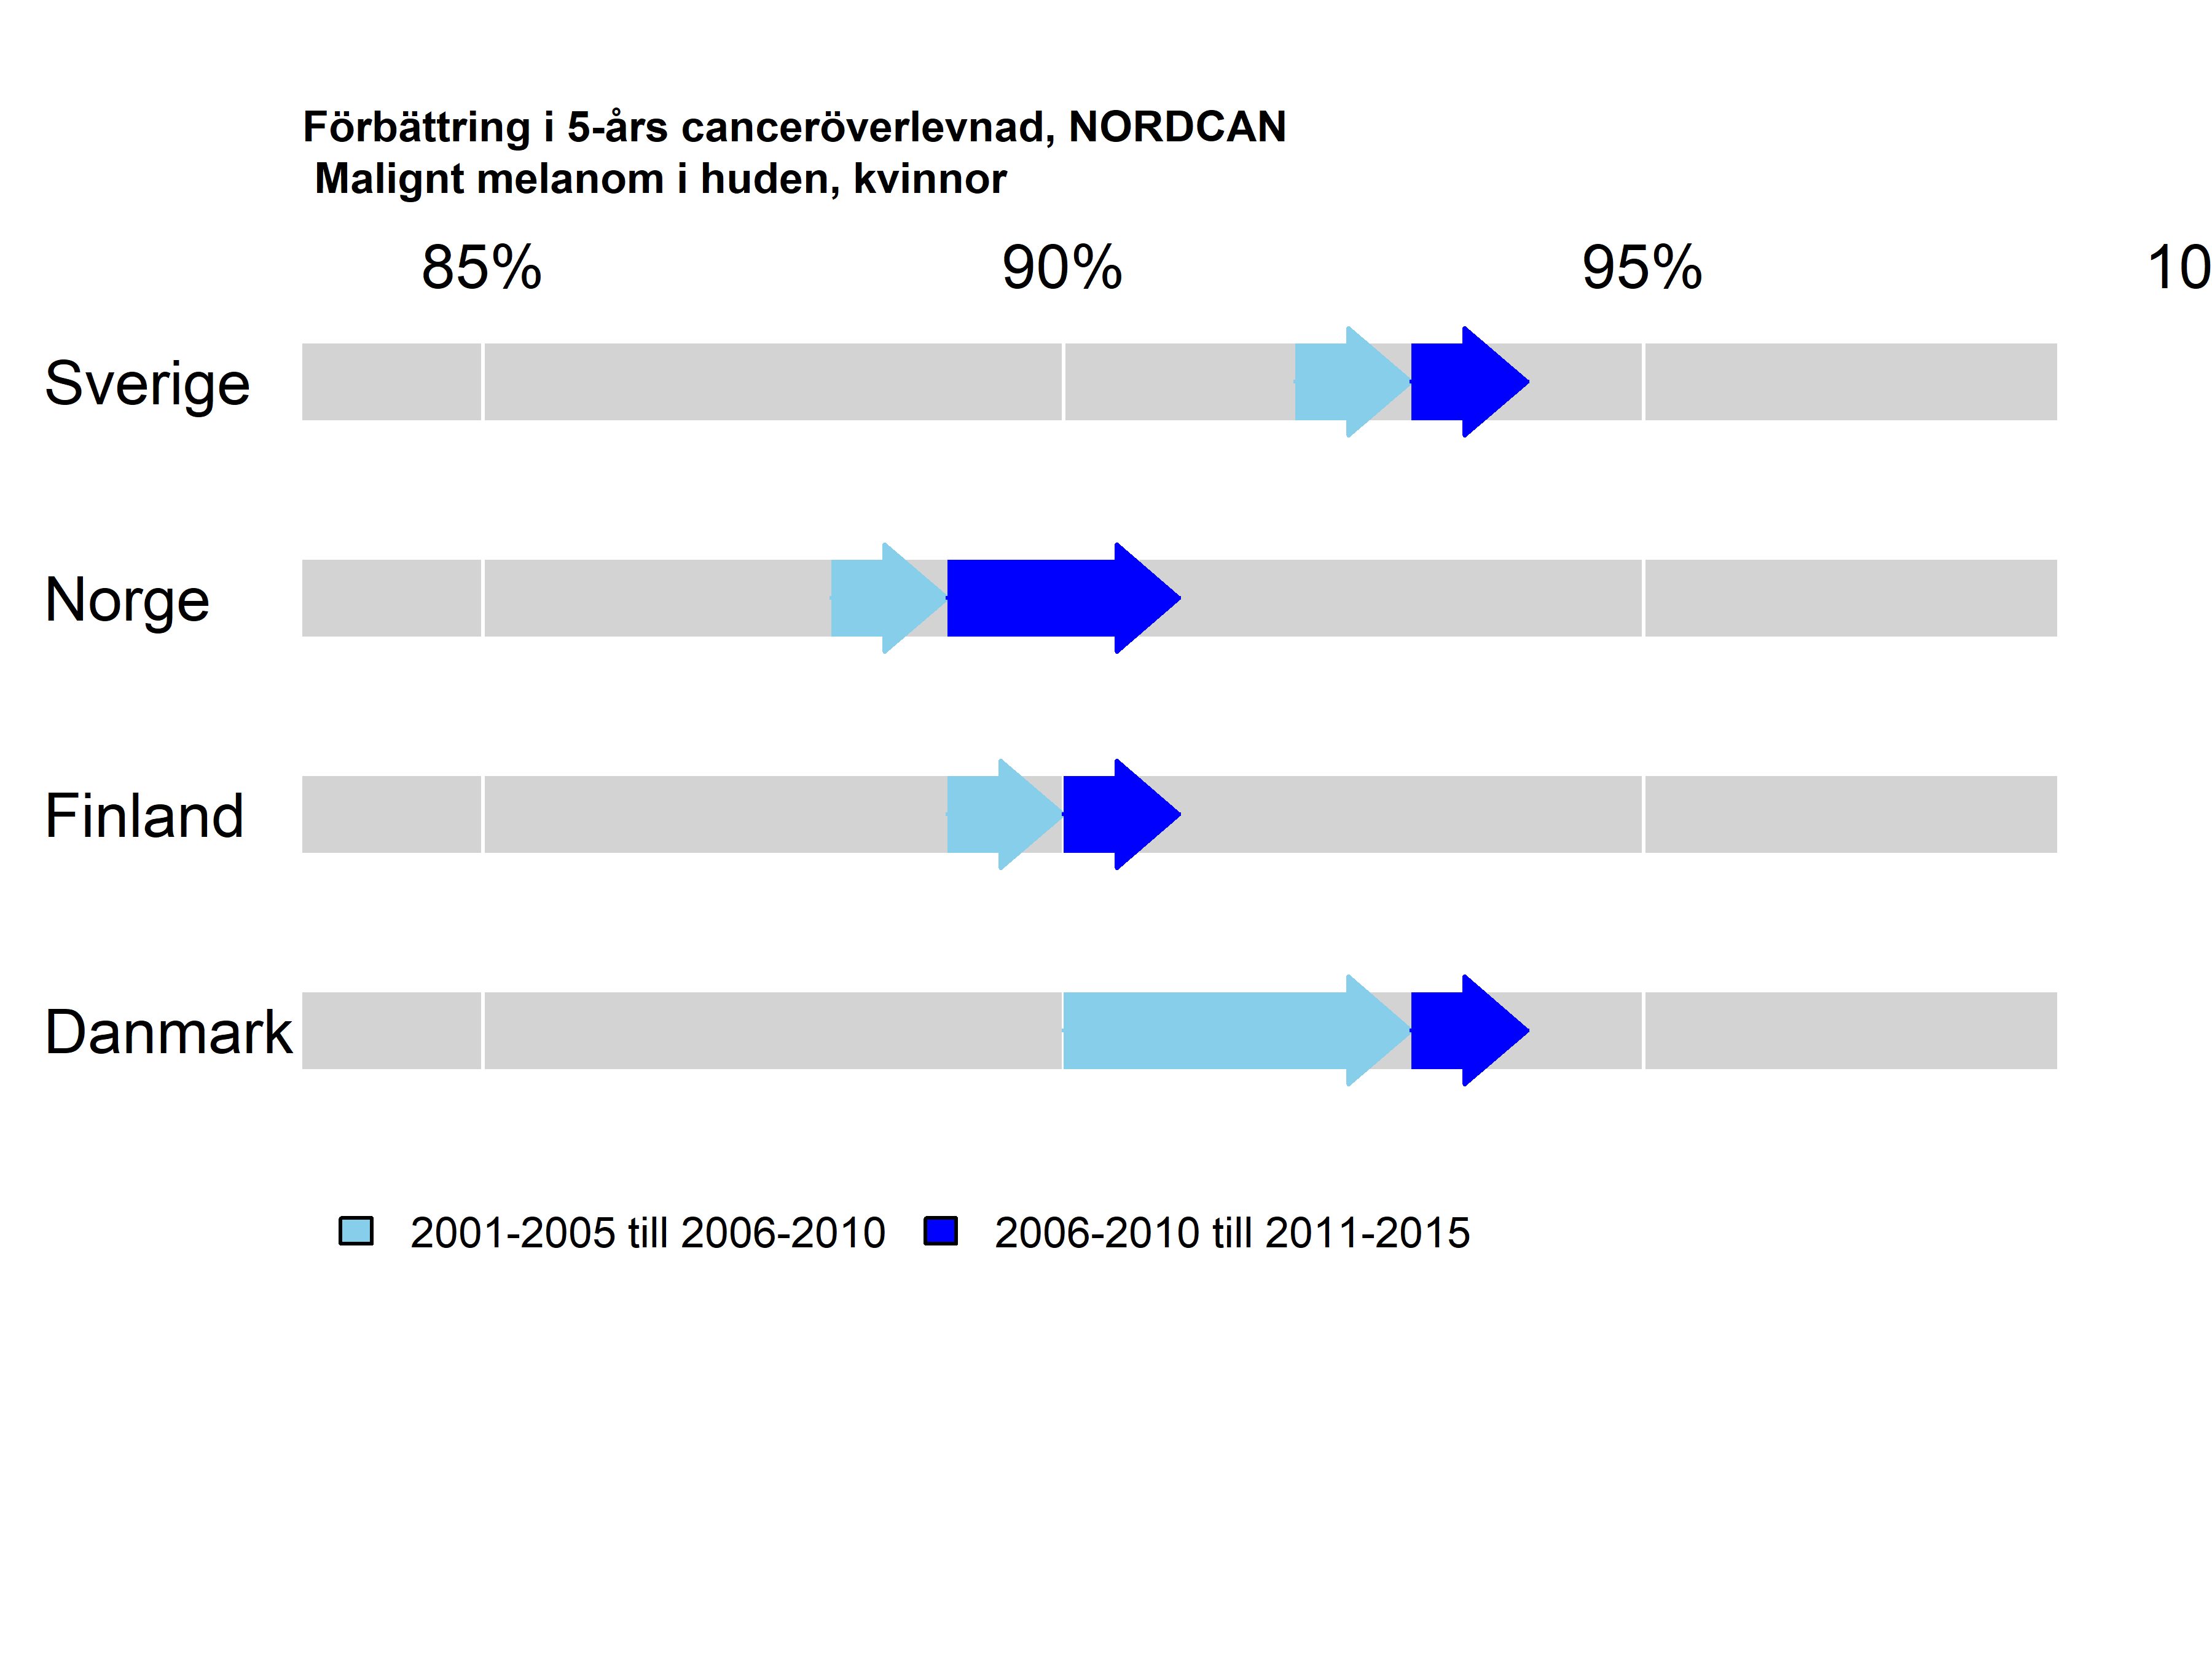 Förbättring i 5-års canceröverlevnad, NORDCAN
Malignt melanom i huden, kvinnor
85% 90% 95% 10
Sverige
Norge
Finland
Danmark
2001-2005 till 2006-2010 2006-2010 till 2011-2015